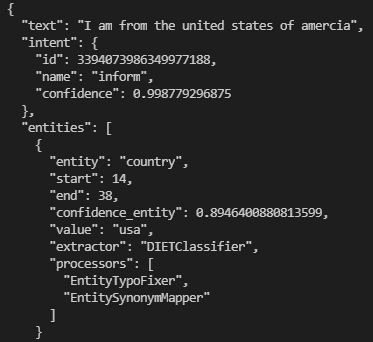 {
"text": "I am from the united states of amercia",
"intent": {
"id": 3394073986349977188,
"name": "inform",
"confidence": 0.998779296875
},
"entities": [
{
"entity": "country",
"start": 14,
"end": 38,
"confidence_entity": 0.8946400880813599,
"value": "usa",
"extractor": "DIETClassifier",
"processors": [
"EntityTypoFixer",
"EntitySynonymMapper"
]
}